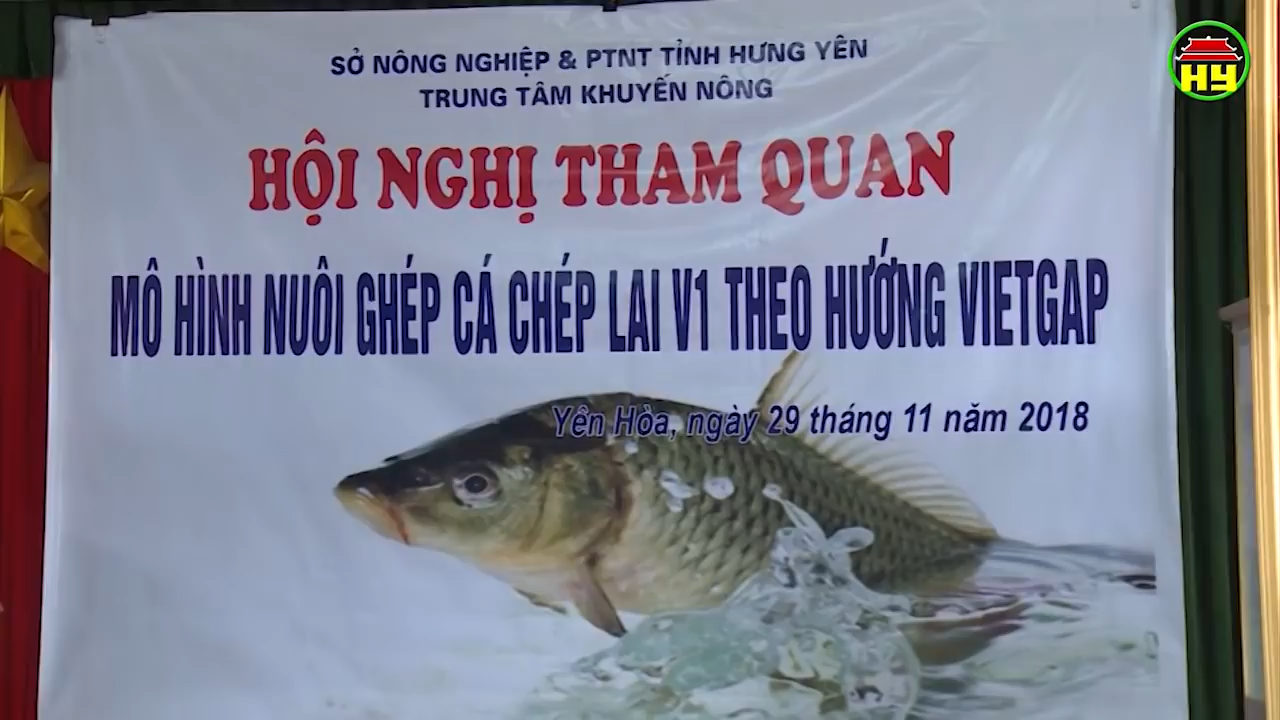 SỞ NÔNG NGHIỆP & PTNT TỈNH HƯNG YÊN
TRUNG TÂM KHUYẾN NÔNG
HỘI NGHỊ THAM QUAN
MÔ HÌNH NUÔI GHÉP CÁ CHÉP LAI V1 THEO HƯỚNG VIETGAP
Yên Hòa, ngày 29 tháng 11 năm 2018
HY